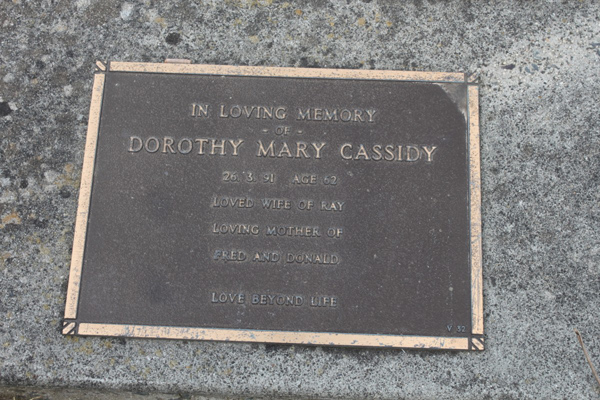 IN LOVING MEMORY
- OF -
DOROTHY MARY CASSIDY
26. 3. 91 AGE 62
LOVED WIFE OF RAY
LOVING MOTHER OF
FRED AND DONALD
LOVE BEYOND LIFE
V 52